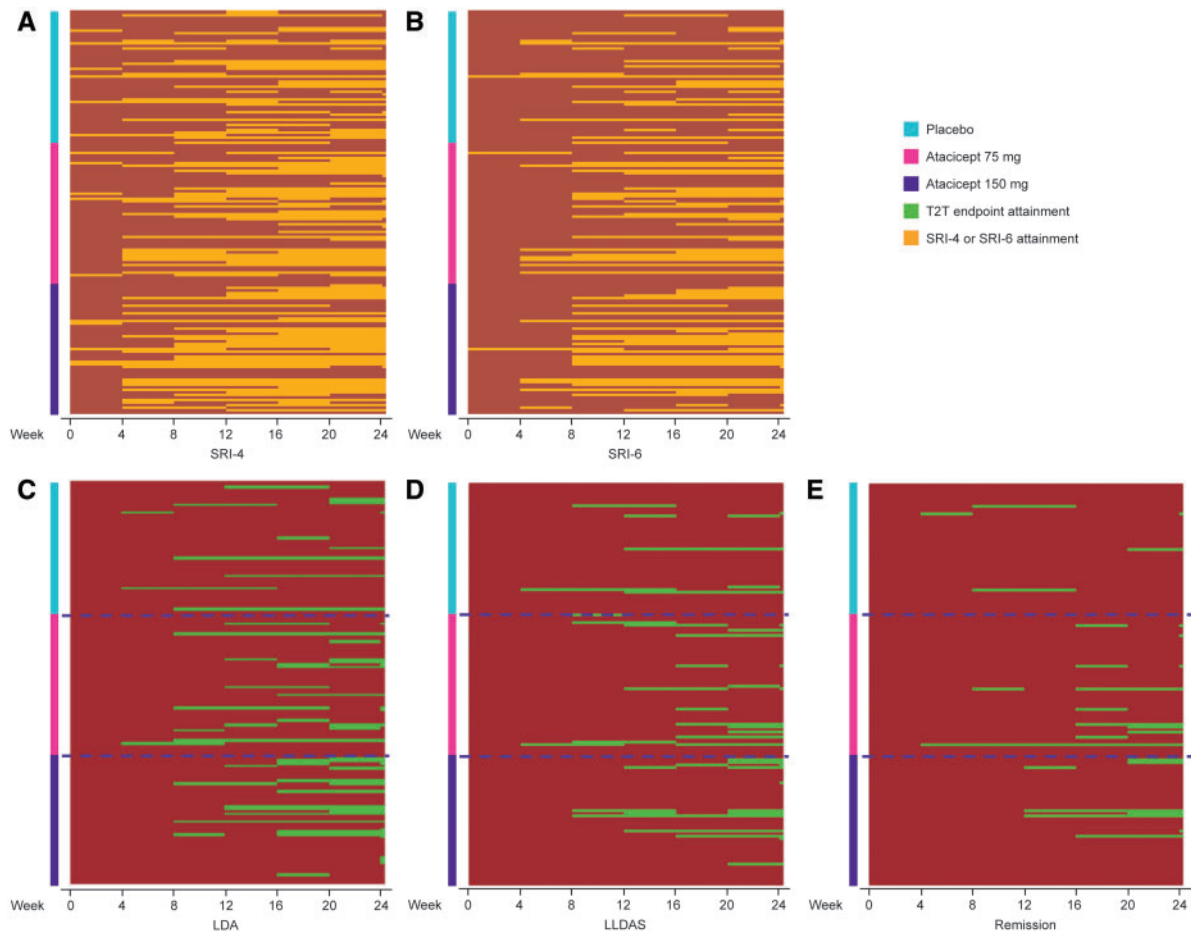 A
B
Placebo
Atacicept 75 mg
Atacicept 150 mg
T2T endpoint attainment
SRI-4 or SRI-6 attainment
Week 0 4 8 12 16 20 24
SRI-4
Week 0 4 8 12 16 20 24
SRI-6
C
D
E
Week 0 4 8 12 16 20 24
LDA
Week 0 4 8 12 16 20 24
LLDAS
Week 0 4 8 12 16 20 24
Remission